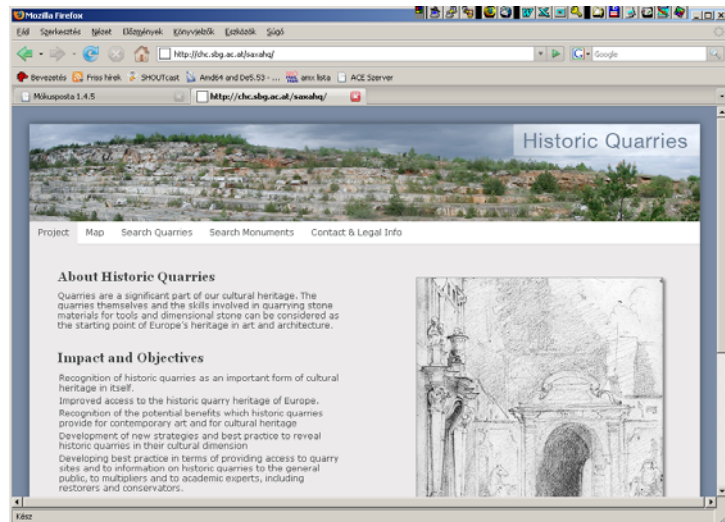 Mozilla Firefox
Fájl Szerkesztés Nézet Előzmények Könyvjelzők Eszközök Súgó
http://chc.sbg.ac.at/saxahq/
Google
Bevezetés Friss hírek SHOUTcast Amd64 and De5.53 - ... amx lista ACE Szerver
Mókusposta 1.4.5 http://chc.sbg.ac.at/saxahq/
Historic Quarries
Project Map Search Quarries Search Monuments Contact & Legal Info
About Historic Quarries
Quarries are a significant part of our cultural heritage. The
quarries themselves and the skills involved in quarrying stone
materials for tools and dimensional stone can be considered as
the starting point of Europe's heritage in art and architecture.
Impact and Objectives
Recognition of historic quarries as an important form of cultural
heritage in itself.
Improved access to the historic quarry heritage of Europe.
Recognition of the potential benefits which historic quarries
provide for contemporary art and for cultural heritage
Development of new strategies and best practice to reveal
historic quarries in their cultural dimension
Developing best practice in terms of providing access to quarry
sites and to information on historic quarries to the general
public, to multipliers and to academic experts, including
restorers and conservators.
Kész